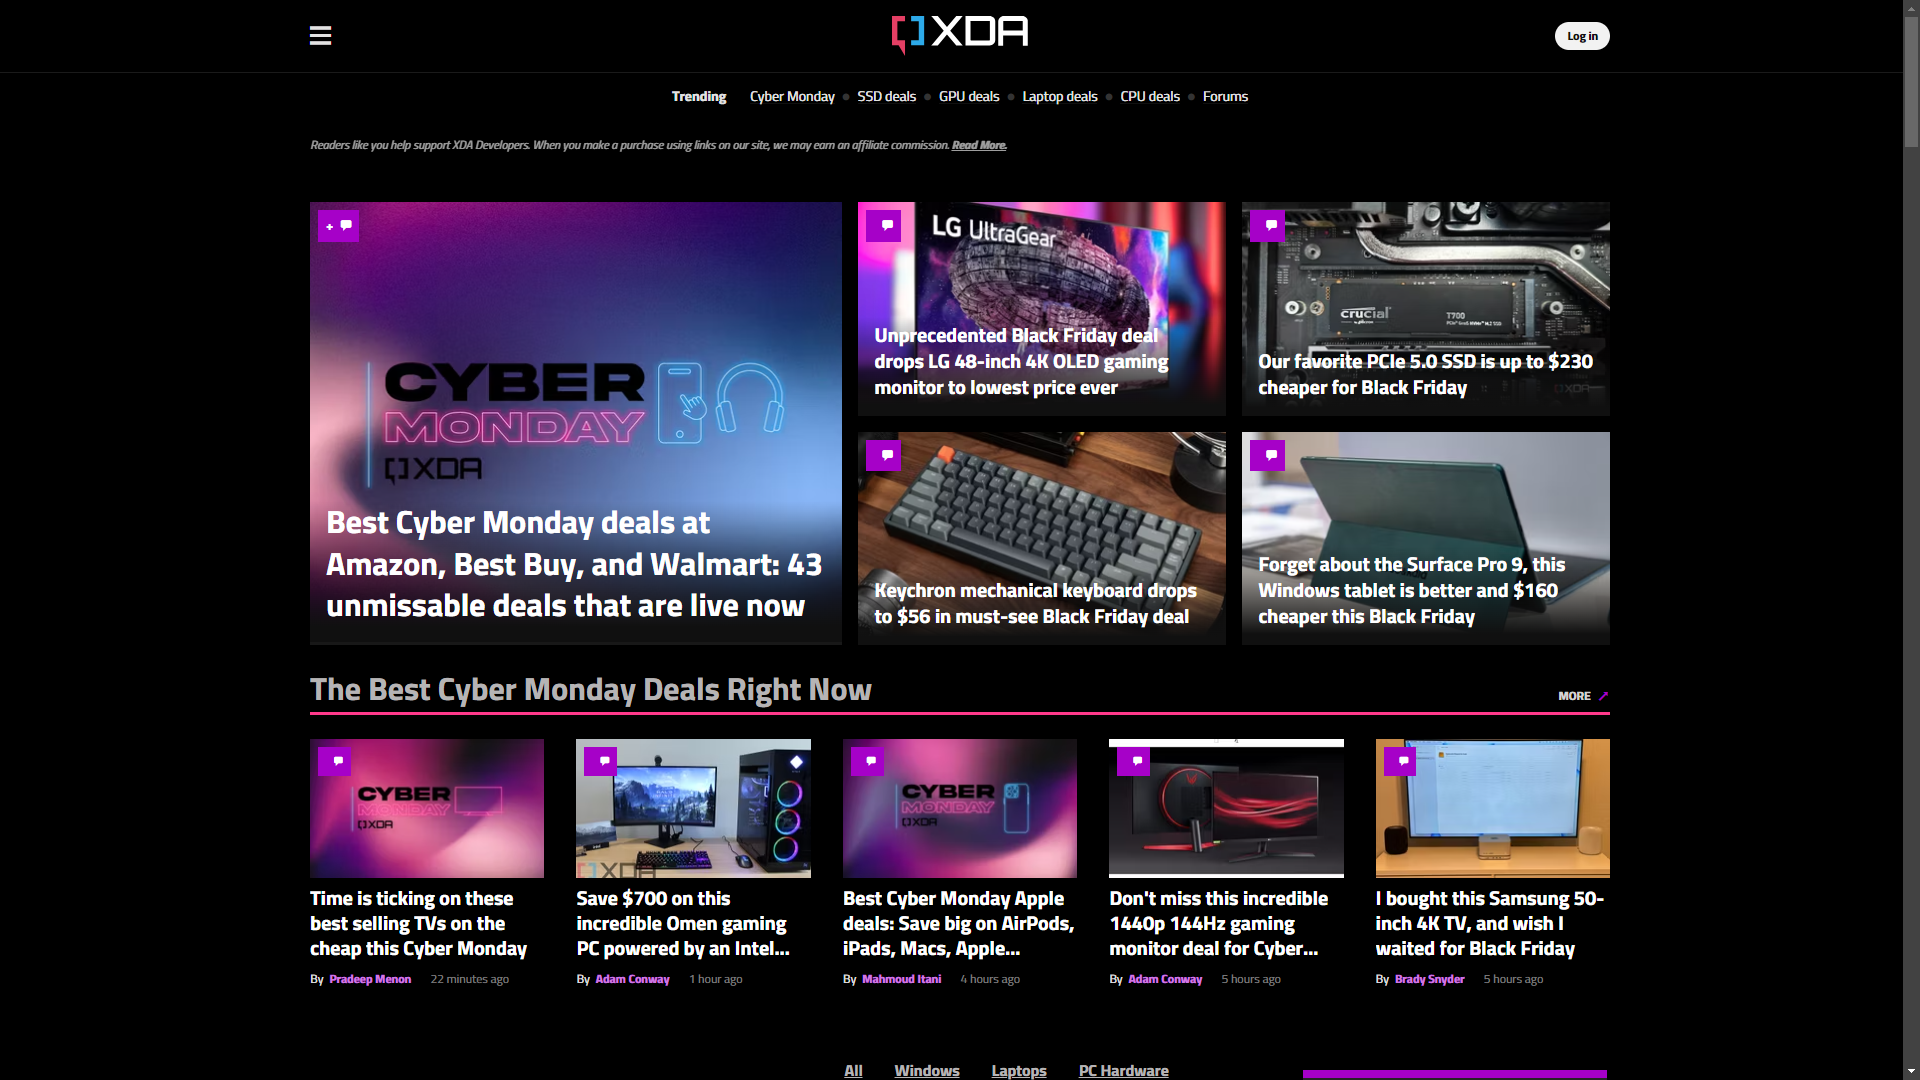 XDA
Log in
Trending Cyber Monday SSD deals GPU deals Laptop deals CPU deals Forums
Readers like you help support XDA Developers. When you make a purchase using links on our site, we may earn an affiliate commission. Read More.
+
CYBER
MONDAY
XDA
Best Cyber Monday deals at
Amazon, Best Buy, and Walmart: 43
unmissable deals that are live now
LG UltraGear
Unprecedented Black Friday deal
drops LG 48-inch 4K OLED gaming
monitor to lowest price ever
crucial
T700
XDA
Our favorite PCIe 5.0 SSD is up to $230
cheaper for Black Friday
Keychron mechanical keyboard drops
to $56 in must-see Black Friday deal
Forget about the Surface Pro 9, this
Windows tablet is better and $160
cheaper this Black Friday
The Best Cyber Monday Deals Right Now
MORE
CYBER
MONDAY
XDA
Time is ticking on these
best selling TVs on the
cheap this Cyber Monday
By Pradeep Menon 22 minutes ago
XDA
Save $700 on this
incredible Omen gaming
PC powered by an Intel...
By Adam Conway 1 hour ago
CYBER
MONDAY
XDA
Best Cyber Monday Apple
deals: Save big on AirPods,
iPads, Macs, Apple...
By Mahmoud Itani 4 hours ago
Don't miss this incredible
1440p 144Hz gaming
monitor deal for Cyber...
By Adam Conway 5 hours ago
I bought this Samsung 50-
inch 4K TV, and wish I
waited for Black Friday
By Brady Snyder 5 hours ago
All Windows Laptops PC Hardware